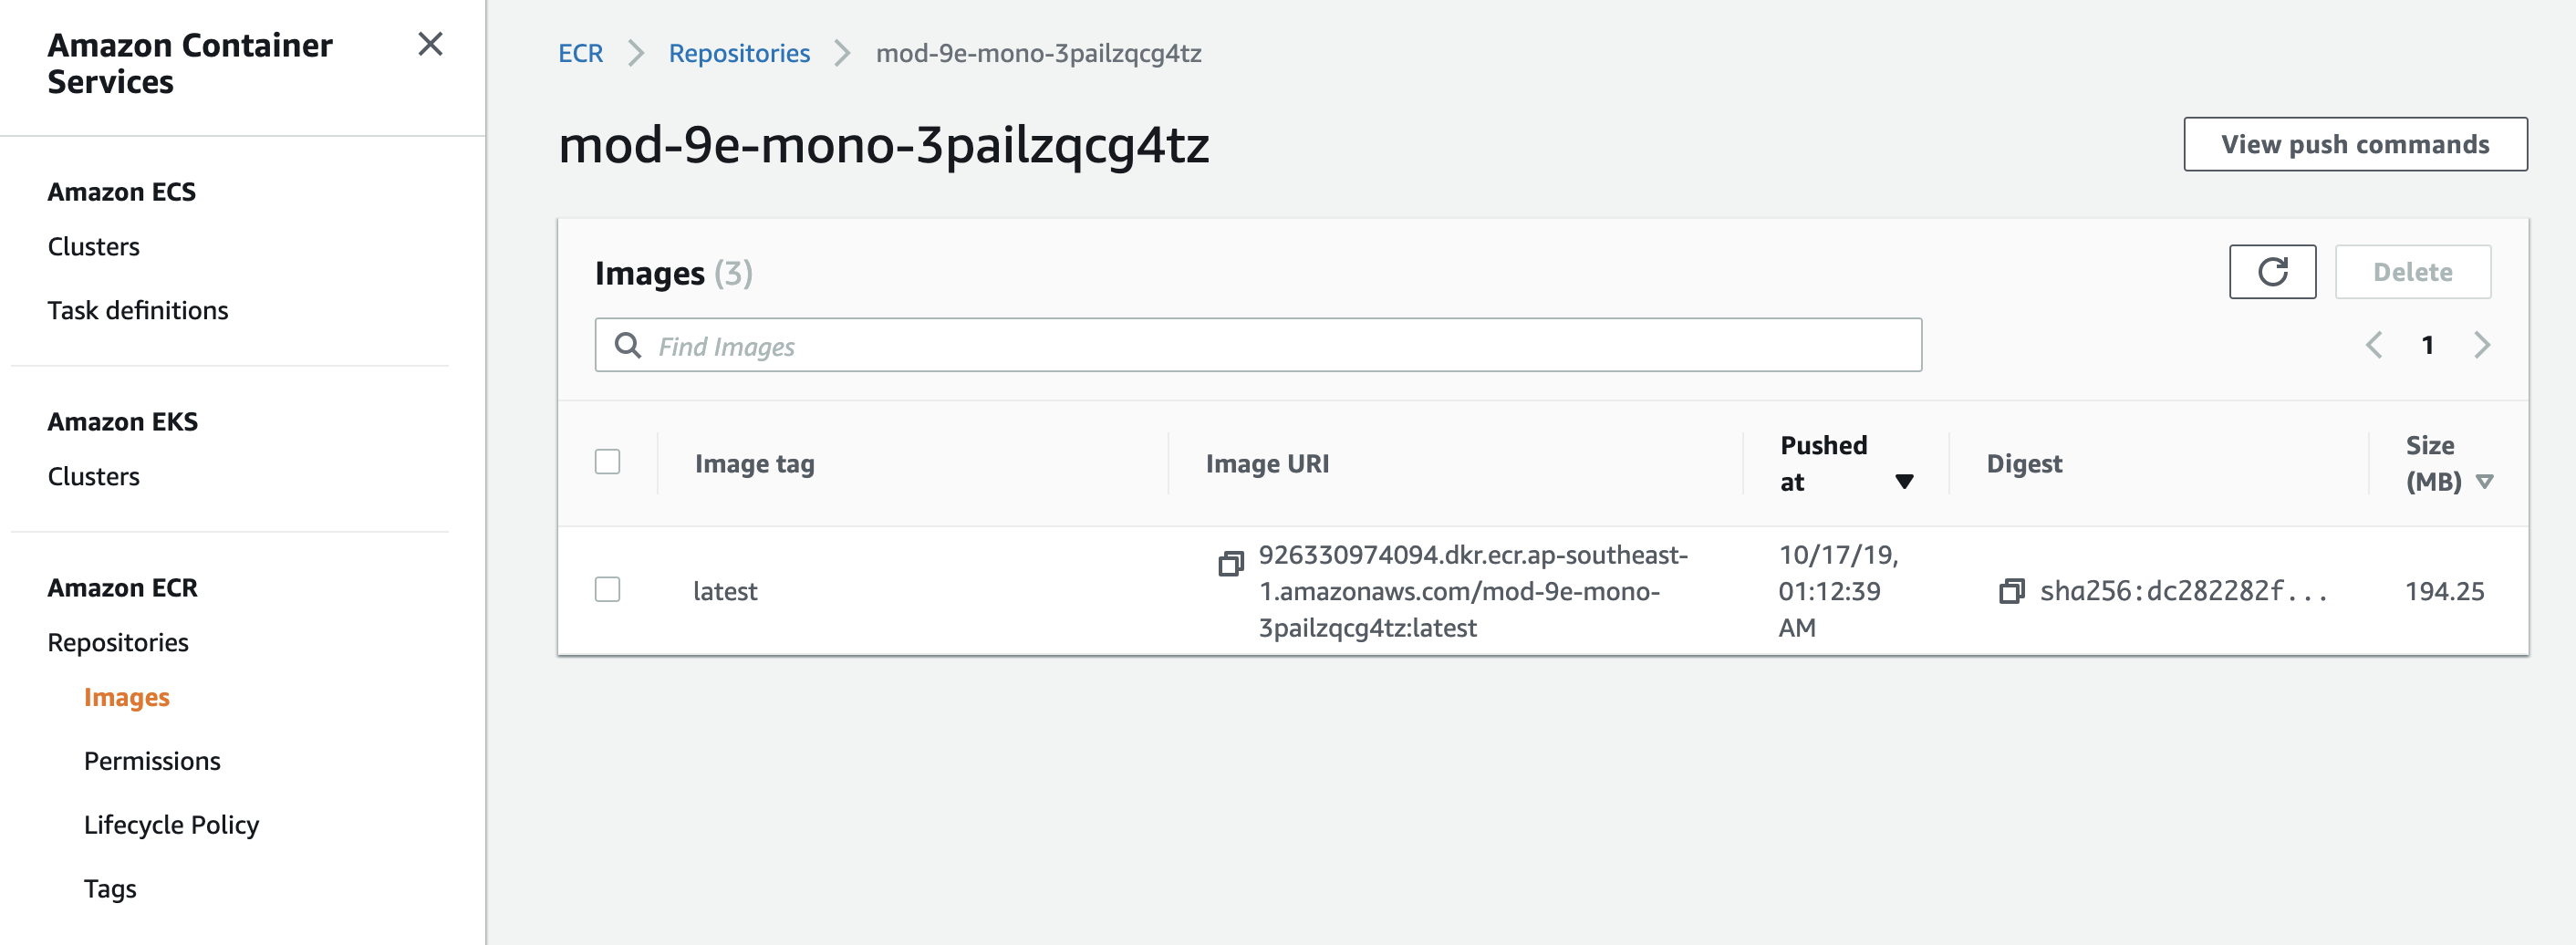 Amazon Container
Services
Amazon ECS
Clusters
Task definitions
Amazon EKS
Clusters
Amazon ECR
Repositories
Images
Permissions
Lifecycle Policy
Tags
ECR
Repositories
mod-9e-mono-3pailzqcg4tz
mod-9e-mono-3pailzqcg4tz
View push commands
Images (3)
Delete
Find Images
1
Image tag
Image URI
Pushed
at
Digest
Size
(MB)
latest
926330974094.dkr.ecr.ap-southeast-
1.amazonaws.com/mod-9e-mono-
3pailzqcg4tz:latest
10/17/19,
01:12:39
AM
sha256:dc282282f...
194.25